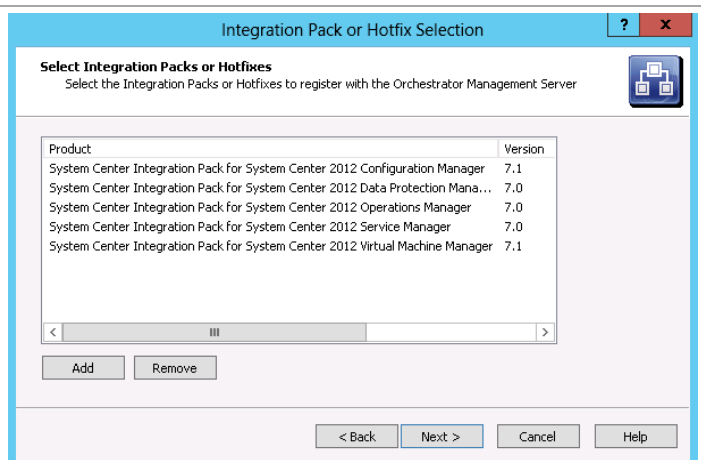 Integration Pack or Hotfix Selection
? x
Select Integration Packs or Hotfixes
Select the Integration Packs or Hotfixes to register with the Orchestrator Management Server
Product Version
System Center Integration Pack for System Center 2012 Configuration Manager 7.1
System Center Integration Pack for System Center 2012 Data Protection Mana... 7.0
System Center Integration Pack for System Center 2012 Operations Manager 7.0
System Center Integration Pack for System Center 2012 Service Manager 7.0
System Center Integration Pack for System Center 2012 Virtual Machine Manager 7.1
Add Remove
< Back Next > Cancel Help